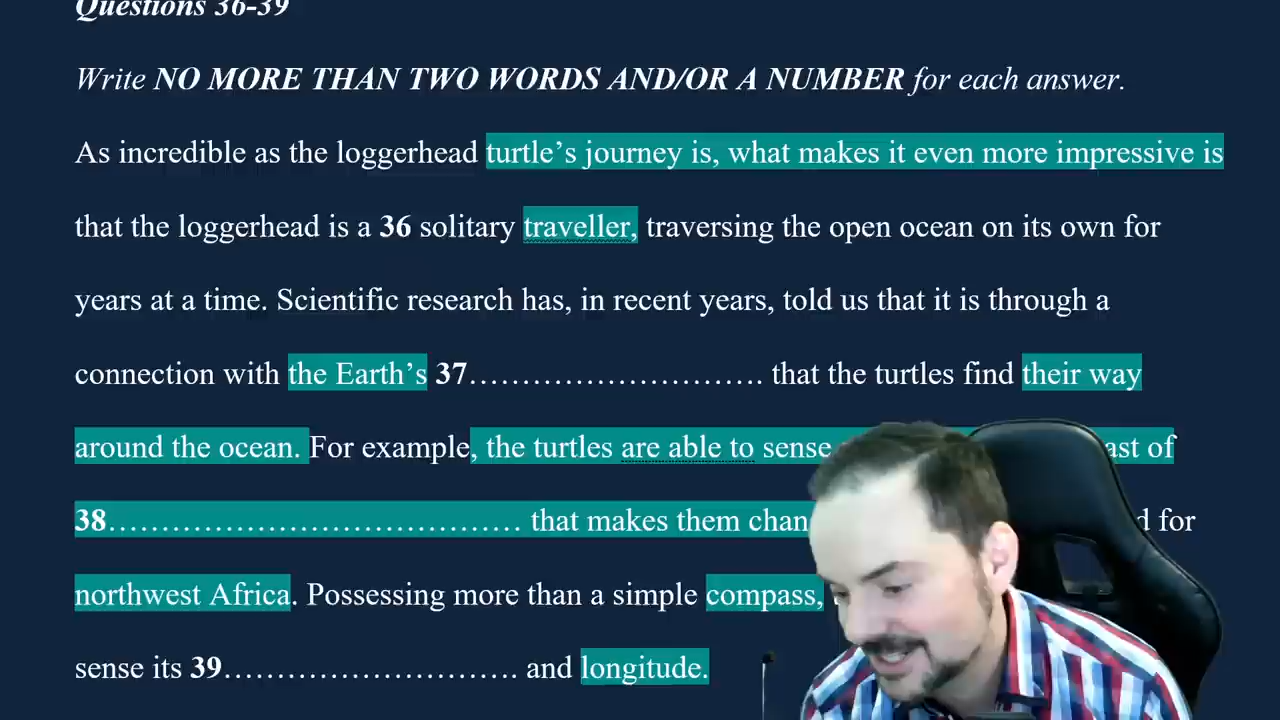 Questions 36-39
Write NO MORE THAN TWO WORDS AND/OR A NUMBER for each answer.
As incredible as the loggerhead turtle’s journey is, what makes it even more impressive is
that the loggerhead is a 36 solitary traveller, traversing the open ocean on its own for
years at a time. Scientific research has, in recent years, told us that it is through a
connection with the Earth’s 37………………………. that the turtles find their way
around the ocean. For example, the turtles are able to sense of
38…………………………………. that makes them for
northwest Africa. Possessing more than a simple compass,
sense its 39………………………. and longitude.